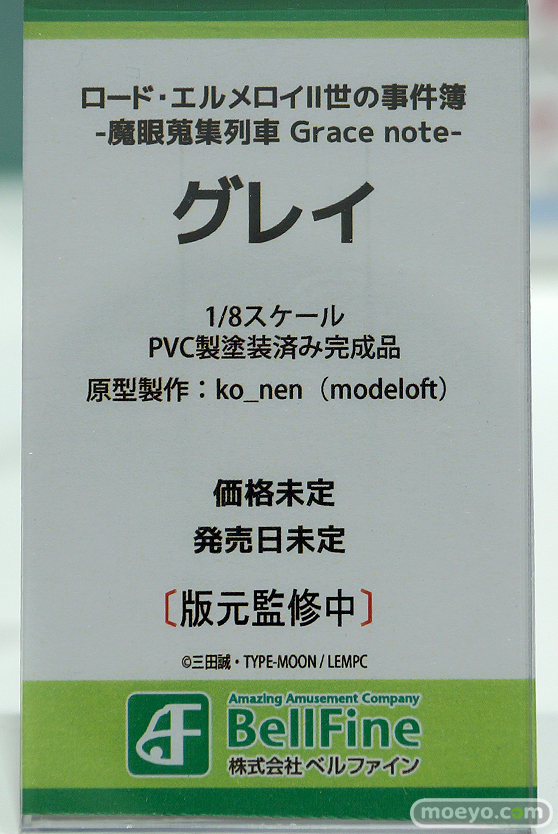 ロード・エルメロイII世の事件簿
-魔眼蒐集列車 Grace note-
グレイ
1/8スケール
PVC製塗装済み完成品
原型製作：ko_nen（modeloft）
価格未定
発売日未定
〔版元監修中〕
©三田誠・TYPE-MOON / LEMPC
Amazing Amusement Company
BellFine
株式会社ベルファイン
moeyo.com